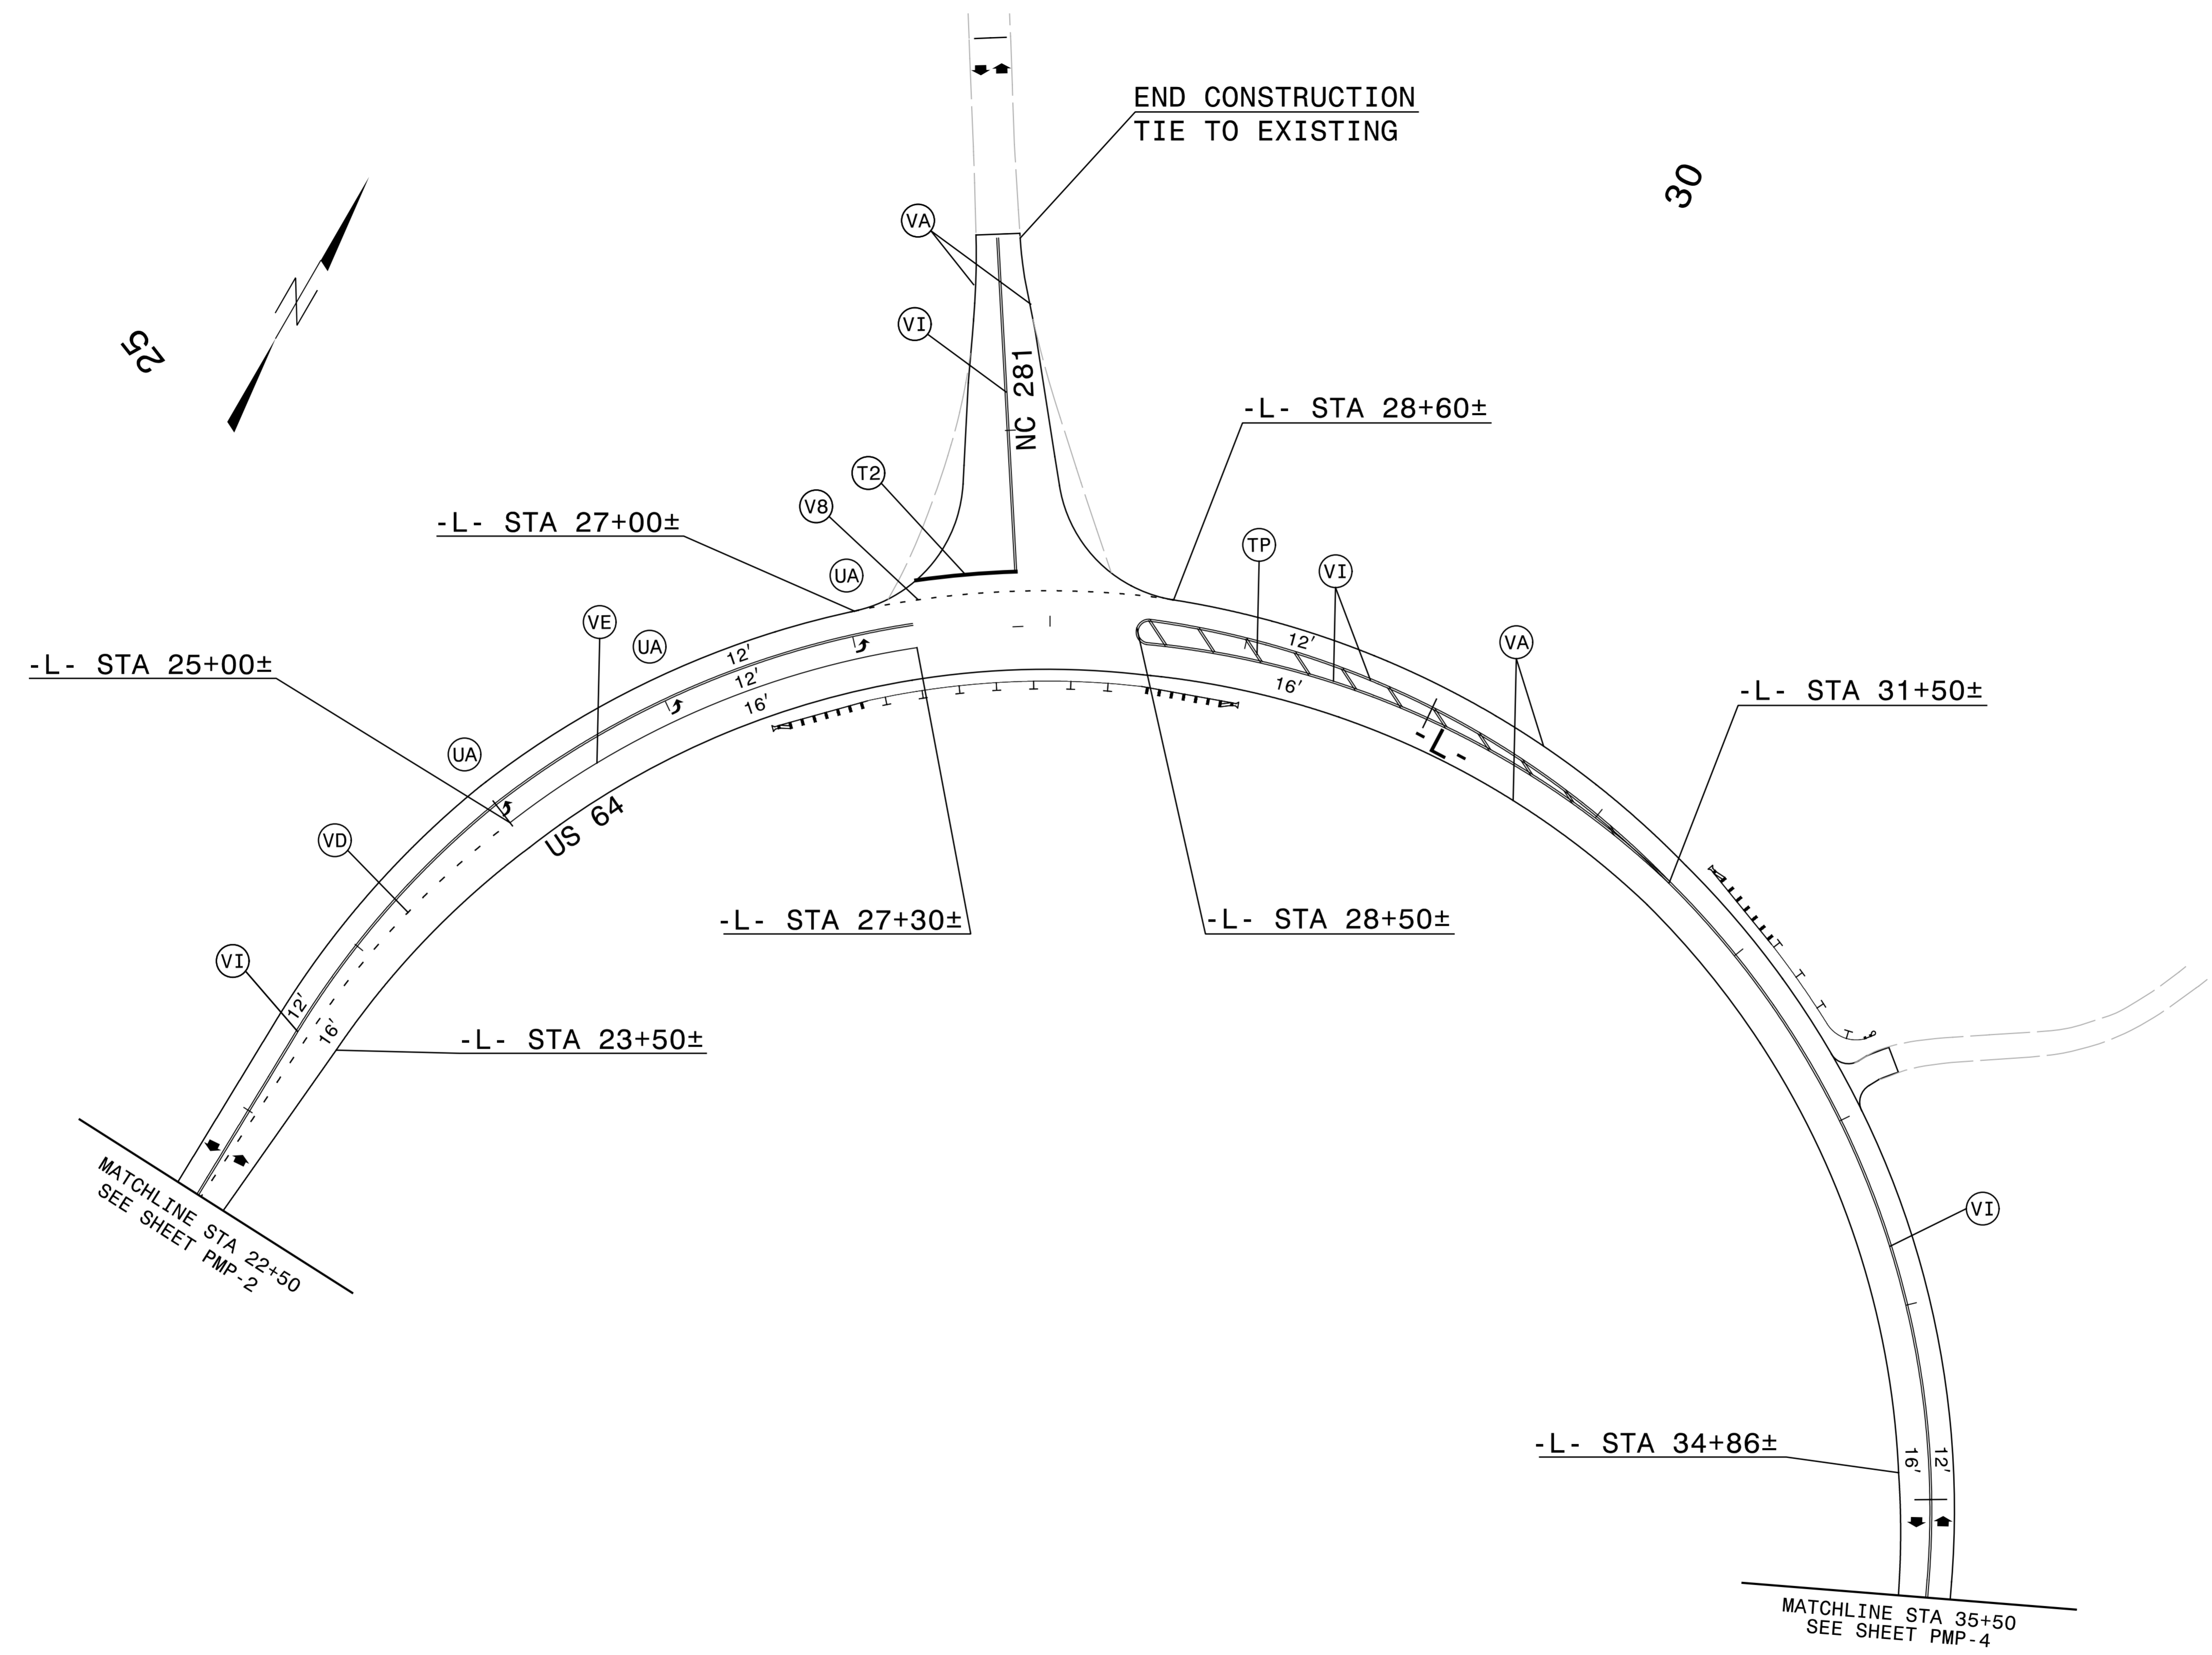 END CONSTRUCTION
TIE TO EXISTING
30
VA
25
VI
NC 281
-L- STA 28+60±
T2
V8
-L- STA 27+00±
TP
UA
VI
VE
UA
12'
VA
-L- STA 25+00±
12'
12'
16'
16'
-L- STA 31+50±
UA
-L-
US 64
VD
-L- STA 27+30±
-L- STA 28+50±
VI
12'
16'
-L- STA 23+50±
MATCHLINE STA 22+50
SEE SHEET PMP-2
VI
-L- STA 34+86±
16'
12'
MATCHLINE STA 35+50
SEE SHEET PMP-4